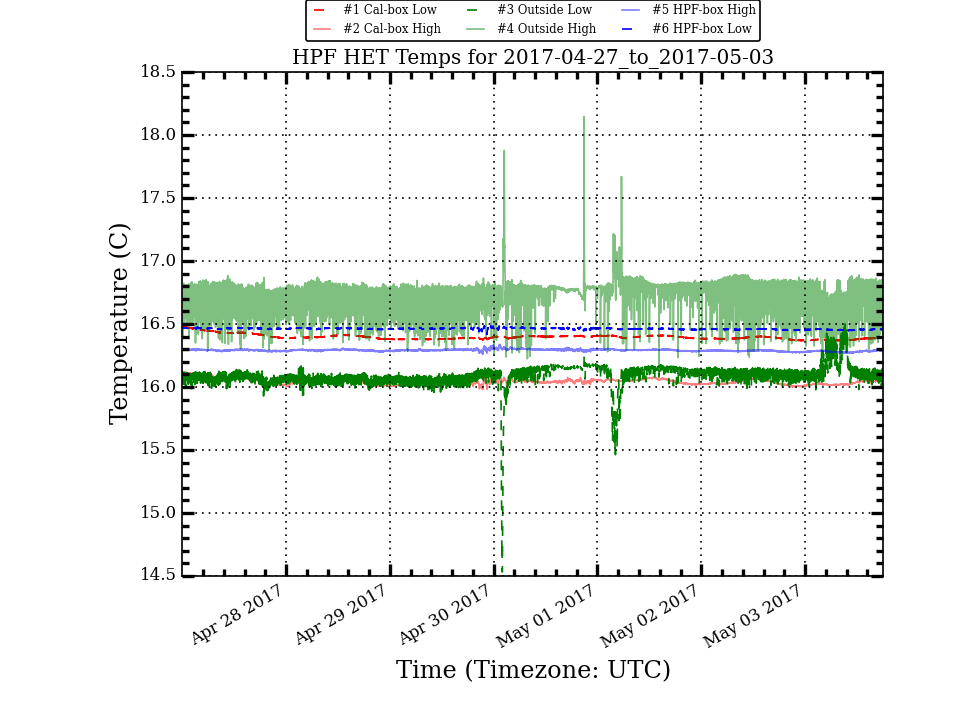 #1 Cal-box Low #3 Outside Low #5 HPF-box High
#2 Cal-box High #4 Outside High #6 HPF-box Low
HPF HET Temps for 2017-04-27_to_2017-05-03
18.5
18.0
17.5
17.0
16.5
16.0
15.5
15.0
14.5
Temperature (C)
Apr 28 2017
Apr 29 2017
Apr 30 2017
May 01 2017
May 02 2017
May 03 2017
Time (Timezone: UTC)